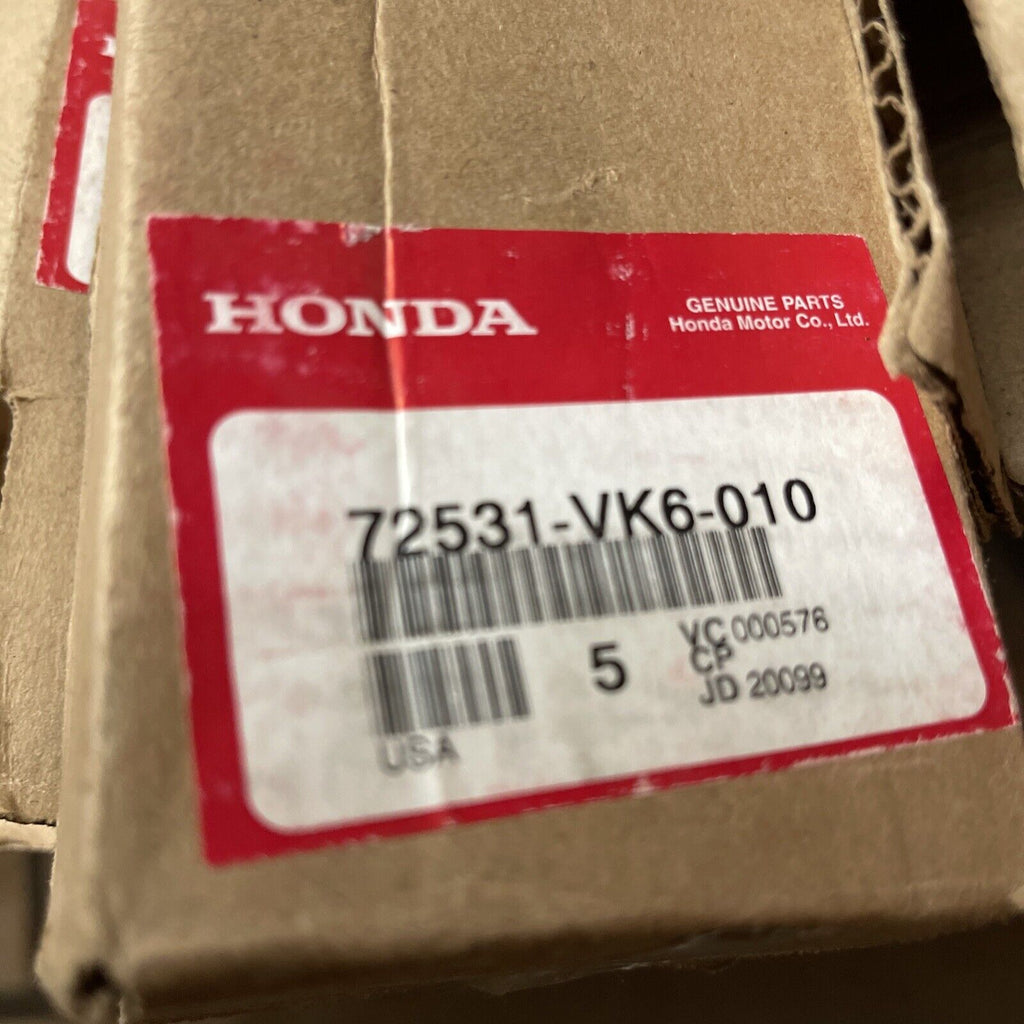 HONDA
GENUINE PARTS
Honda Motor Co., Ltd.
72531-VK6-010
5
VC 000576
CP
JD 20099
USA